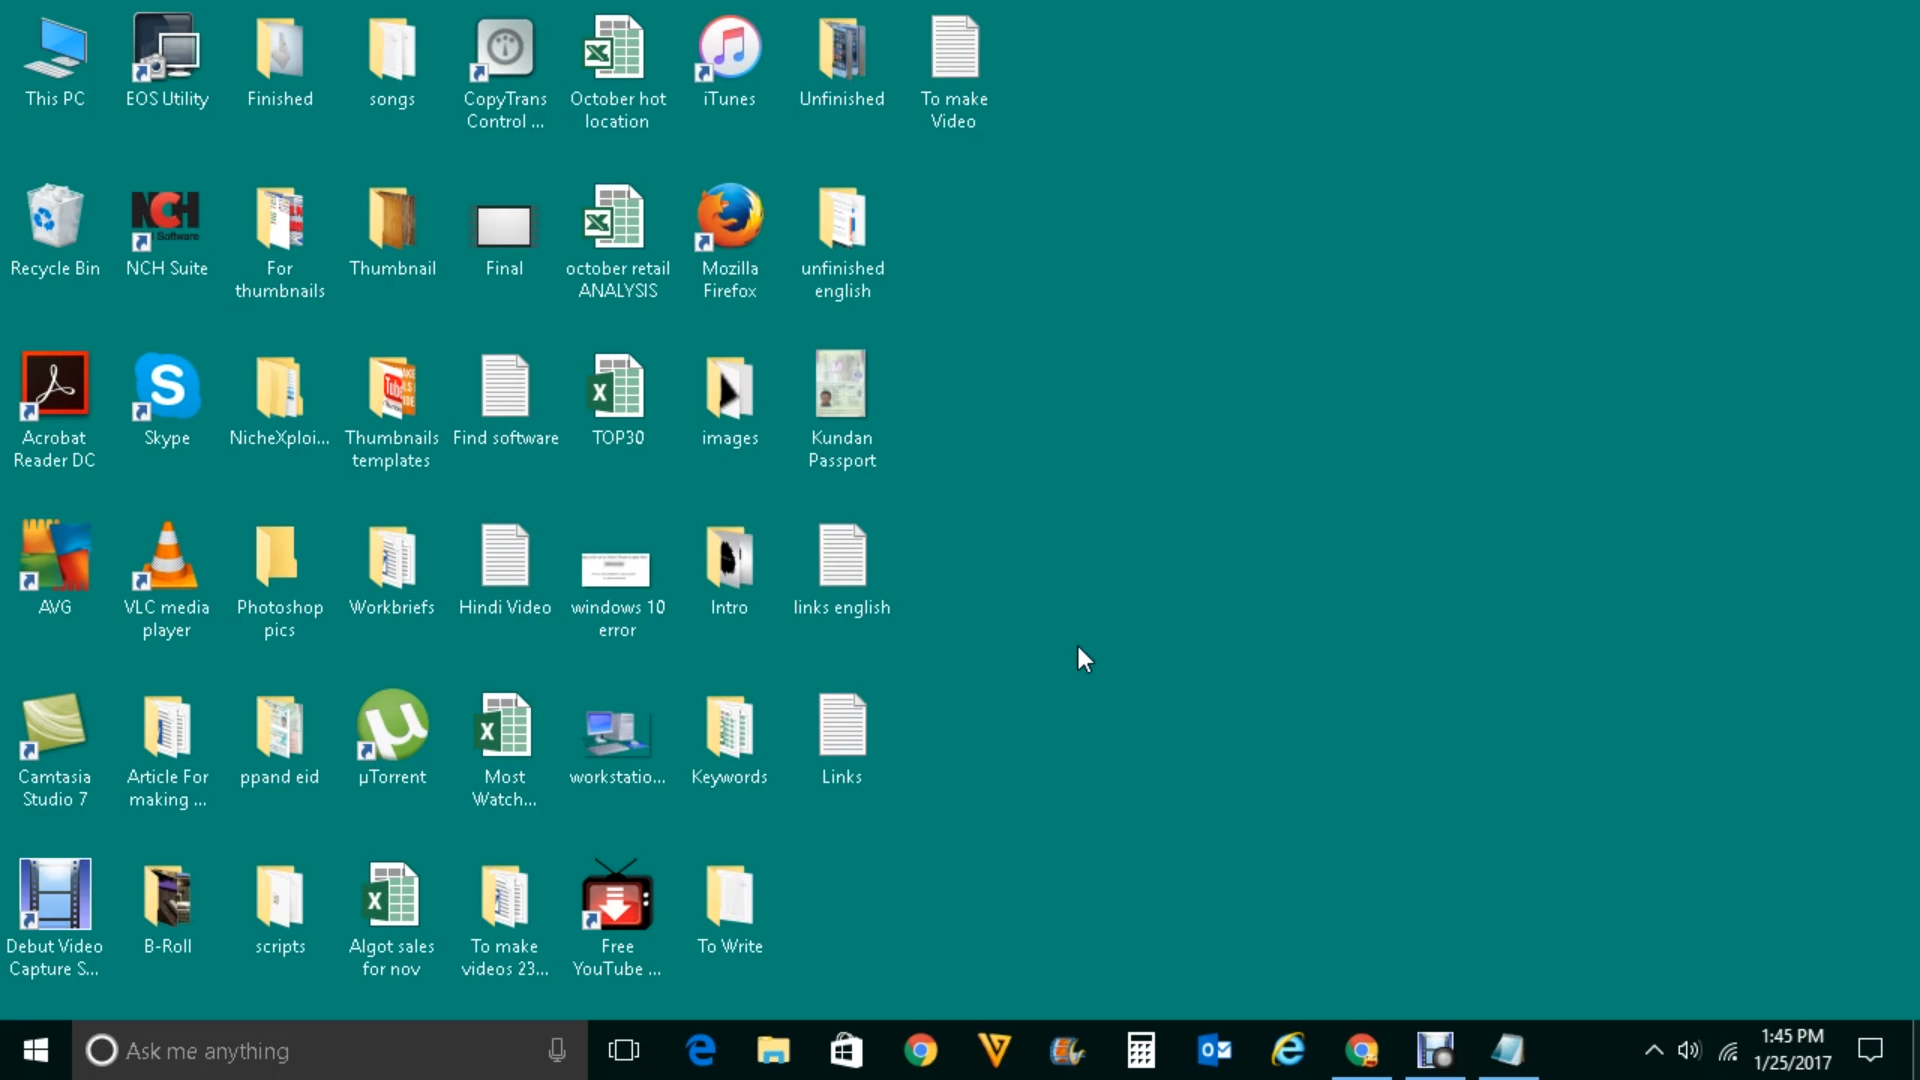 This PC
EOS Utility
Finished
songs
CopyTrans
Control ...
October hot
location
iTunes
Unfinished
To make
Video
NCH
Software
Recycle Bin
NCH Suite
For
thumbnails
Thumbnail
Final
october retail
ANALYSIS
Mozilla
Firefox
unfinished
english
Acrobat
Reader DC
Skype
NicheXploi...
Thumbnails
templates
Find software
TOP30
images
Kundan
Passport
AVG
VLC media
player
Photoshop
pics
Workbriefs
Hindi Video
windows 10
error
Intro
links english
Camtasia
Studio 7
Article For
making ...
ppand eid
µTorrent
Most
Watch...
workstatio...
Keywords
Links
Debut Video
Capture S...
B-Roll
scripts
Algot sales
for nov
To make
videos 23...
Free
YouTube ...
To Write
Ask me anything
1:45 PM
1/25/2017